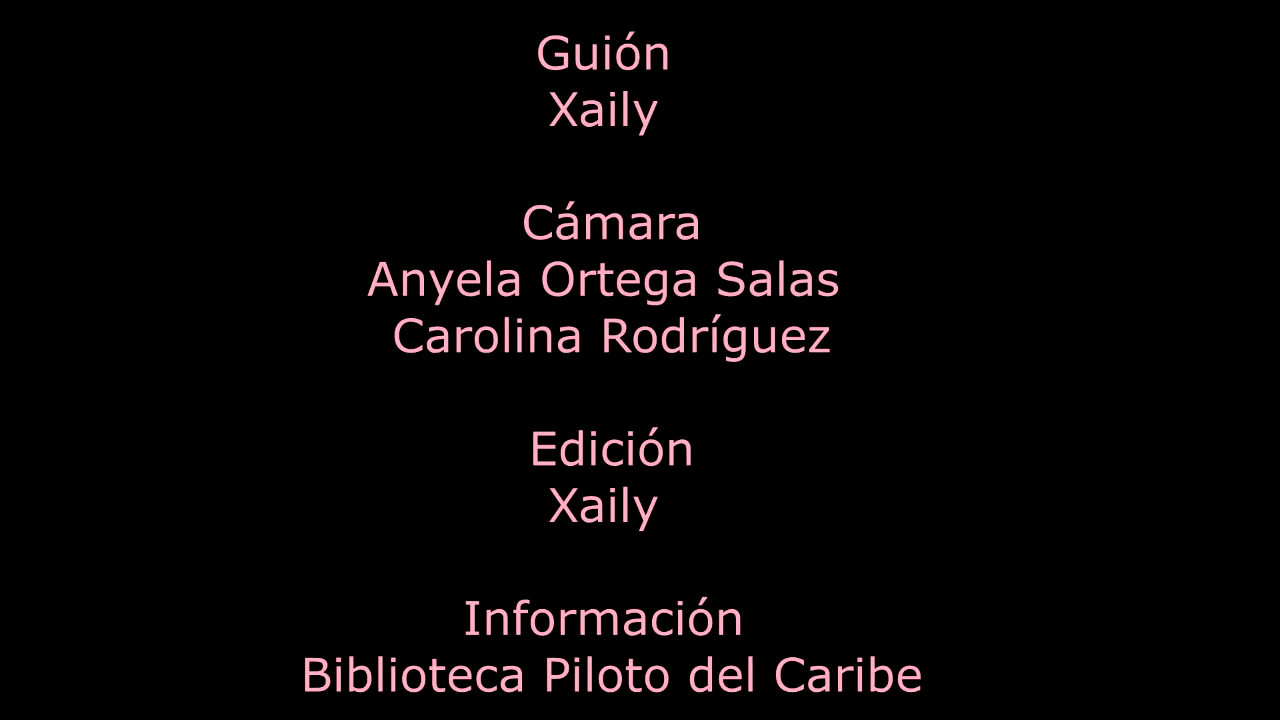 Guión
Xaily
Cámara
Anyela Ortega Salas
Carolina Rodríguez
Edición
Xaily
Información
Biblioteca Piloto del Caribe